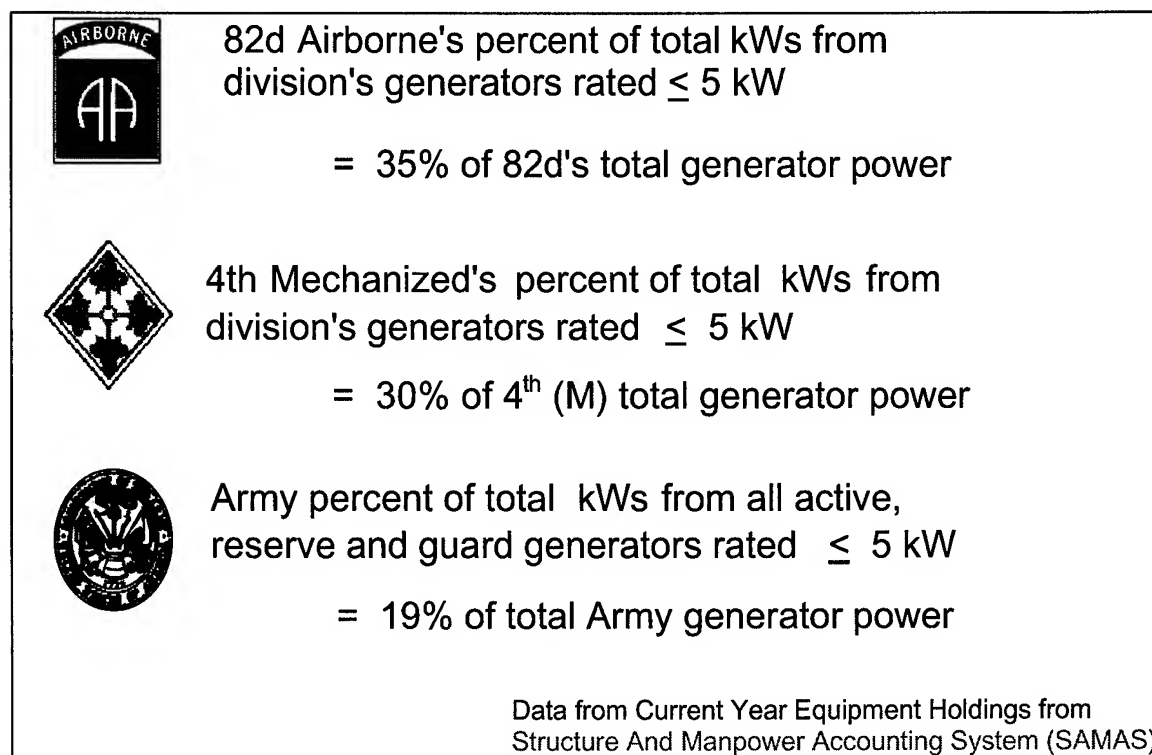 AIRBORNE
AA
82d Airborne's percent of total kWs from
division's generators rated ≤ 5 kW
= 35% of 82d's total generator power
4th Mechanized's percent of total kWs from
division's generators rated ≤ 5 kW
= 30% of 4th (M) total generator power
Army percent of total kWs from all active,
reserve and guard generators rated ≤ 5 kW
= 19% of total Army generator power
Data from Current Year Equipment Holdings from
Structure And Manpower Accounting System (SAMAS)